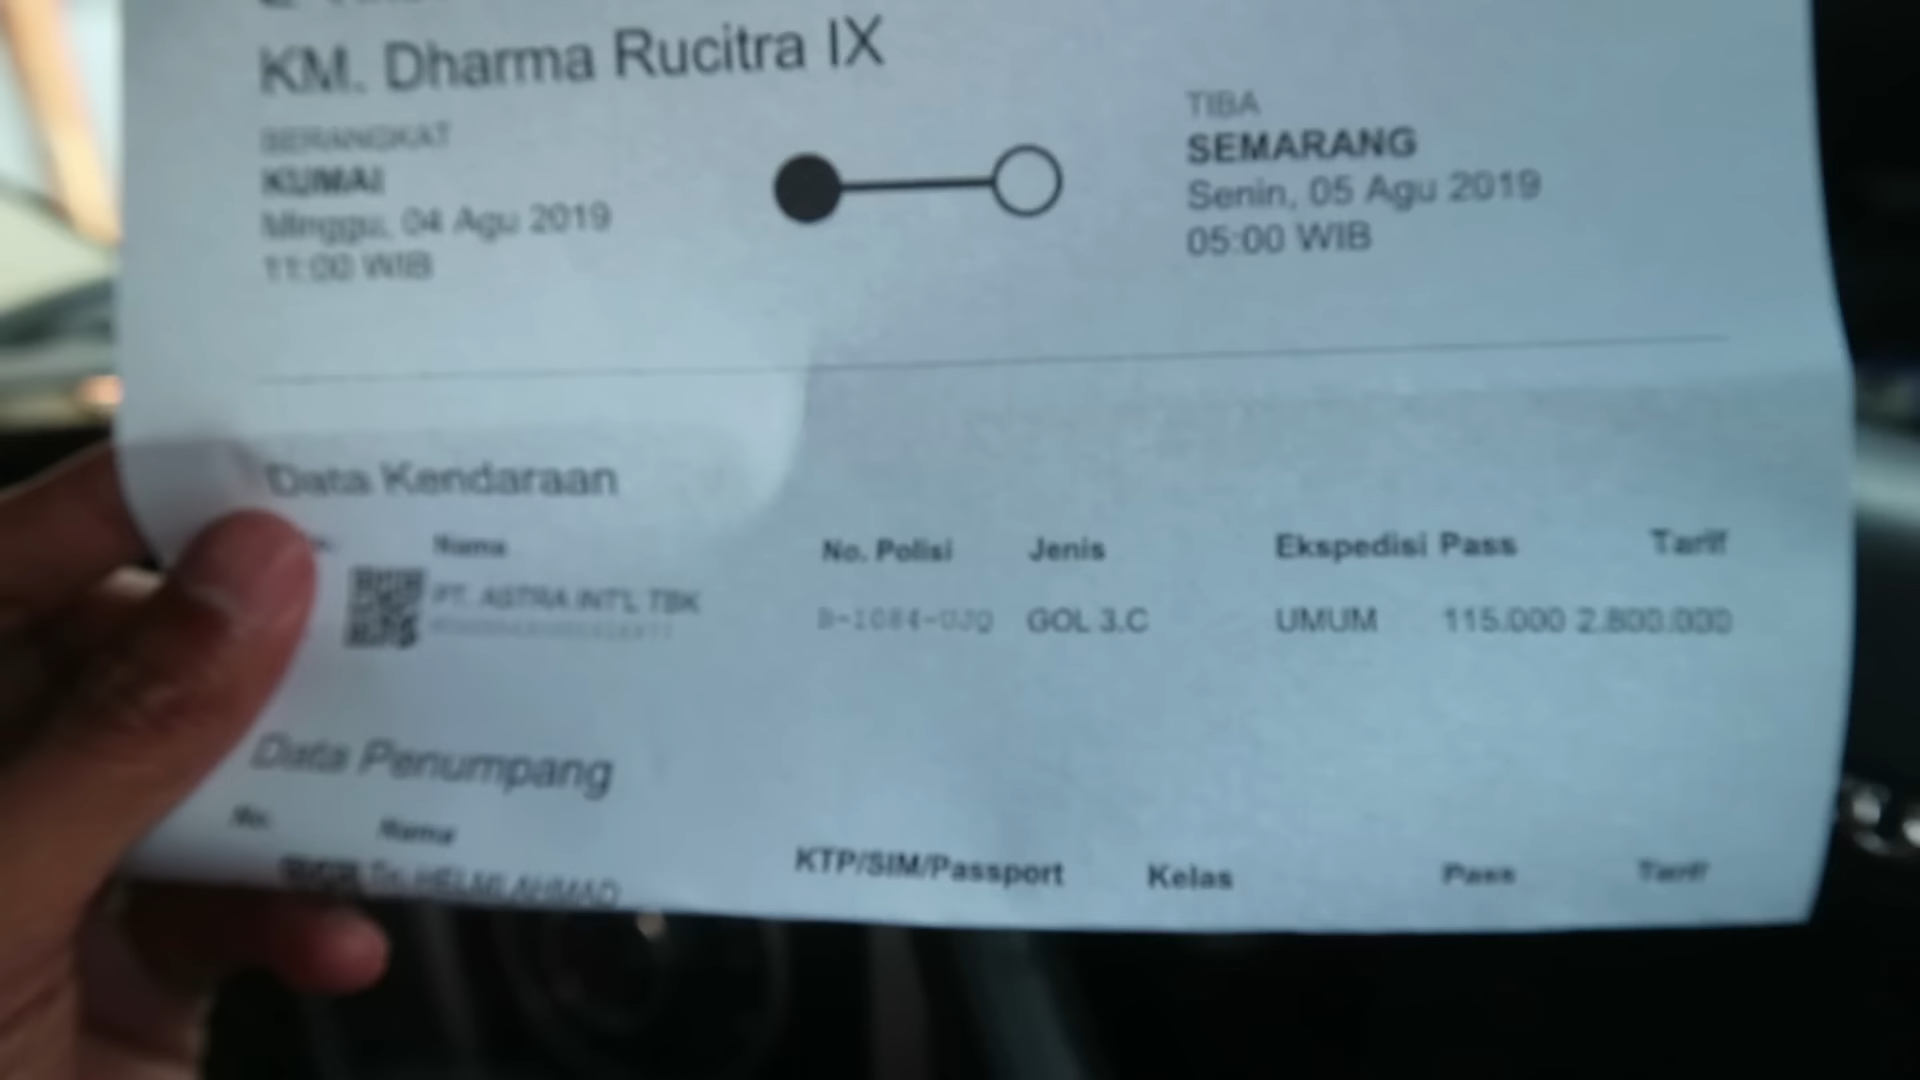 KM. Dharma Rucitra IX
BERANGKAT
KUMAI
Minggu, 04 Agu 2019
11:00 WIB
TIBA
SEMARANG
Senin, 05 Agu 2019
05:00 WIB
Data Kendaraan
Nama No. Polisi Jenis Ekspedisi Pass Tarif
PT. ASTRA INT'L TBK GOL 3.C UMUM 115.000 2.800.000
Data Penumpang
No. Nama KTP/SIM/Passport Kelas Pass Tarif
HELMI AHMAD